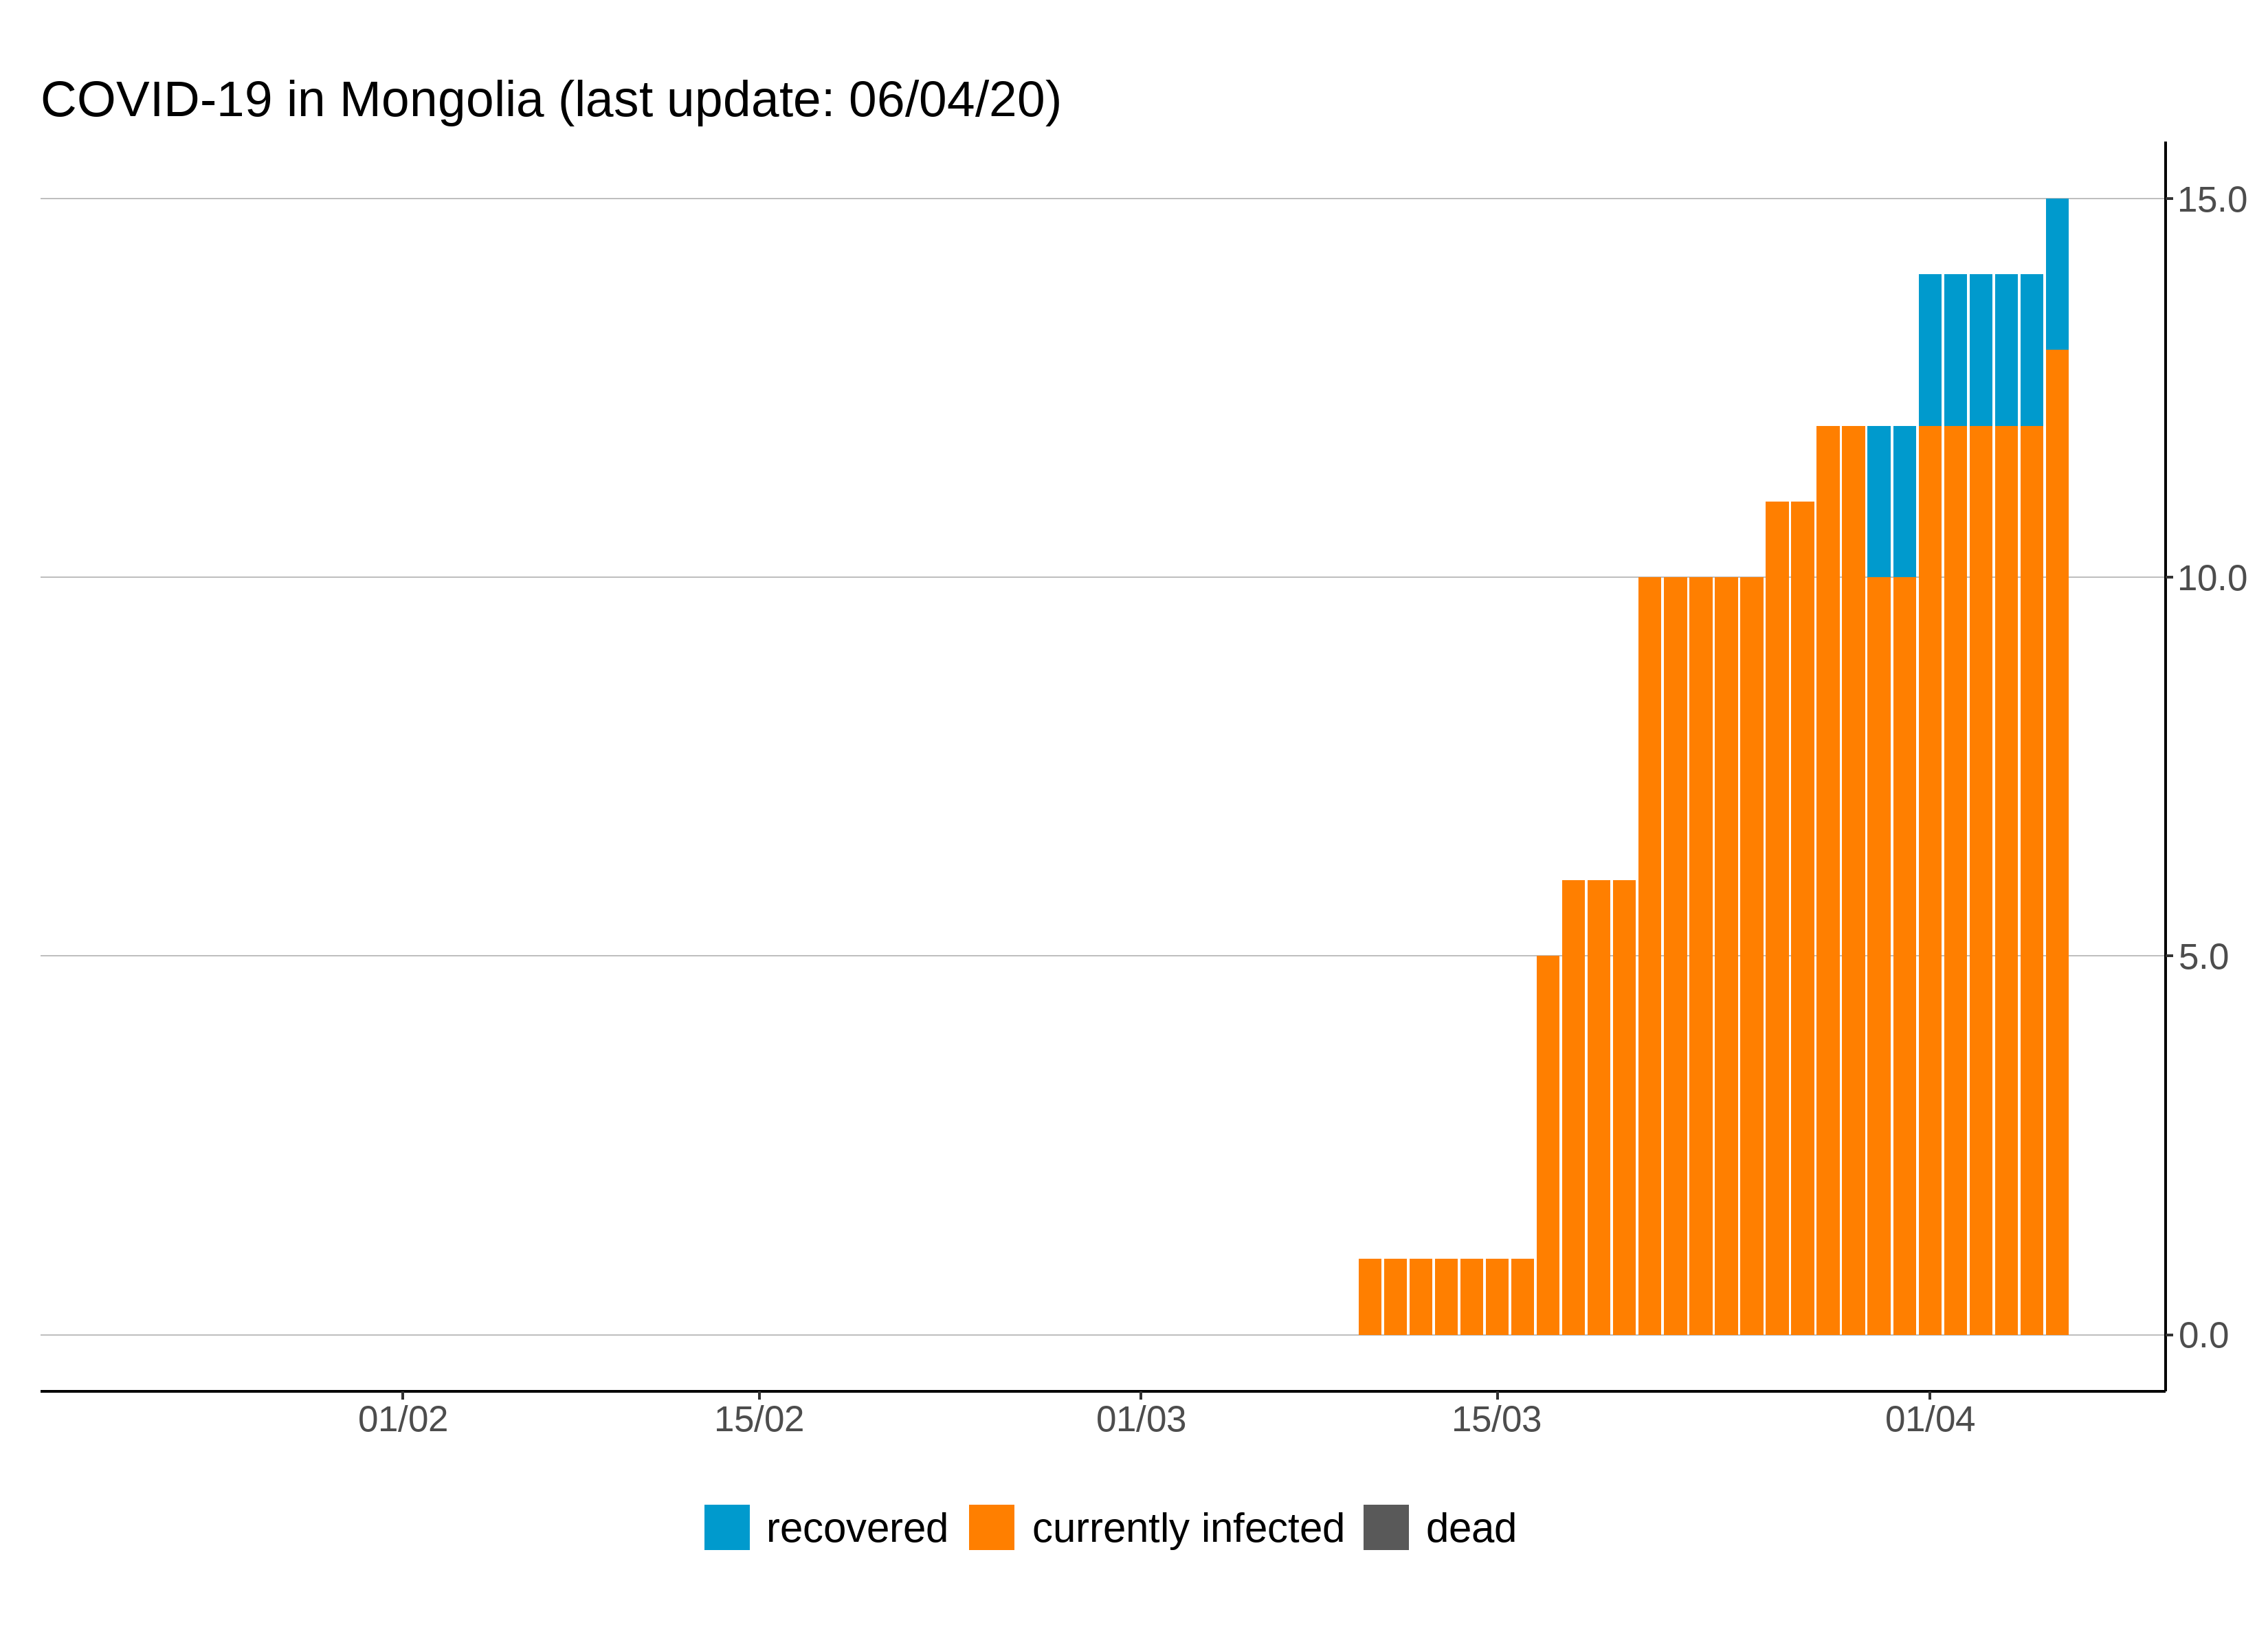 COVID-19 in Mongolia (last update: 06/04/20)
15.0
10.0
5.0
0.0
01/02 15/02 01/03 15/03 01/04
recovered currently infected dead